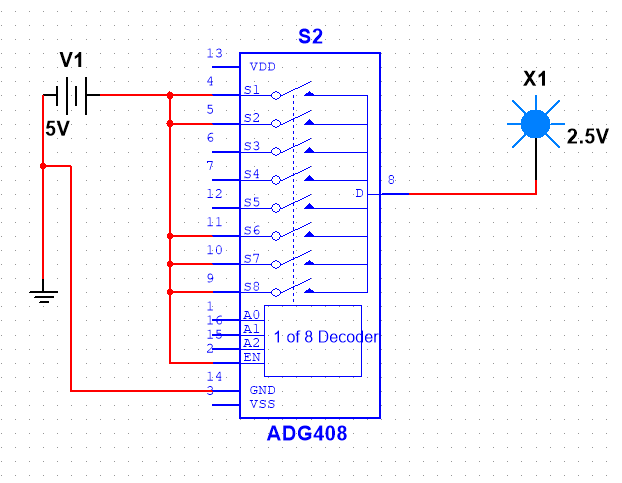 S2
V1
5V
X1
2.5V
13
VDD
4
S1
5
S2
6
S3
7
S4
12
S5
11
S6
10
S7
9
S8
D
8
1
A0
16
A1
15
A2
2
EN
1 of 8 Decoder
14
GND
3
VSS
ADG408